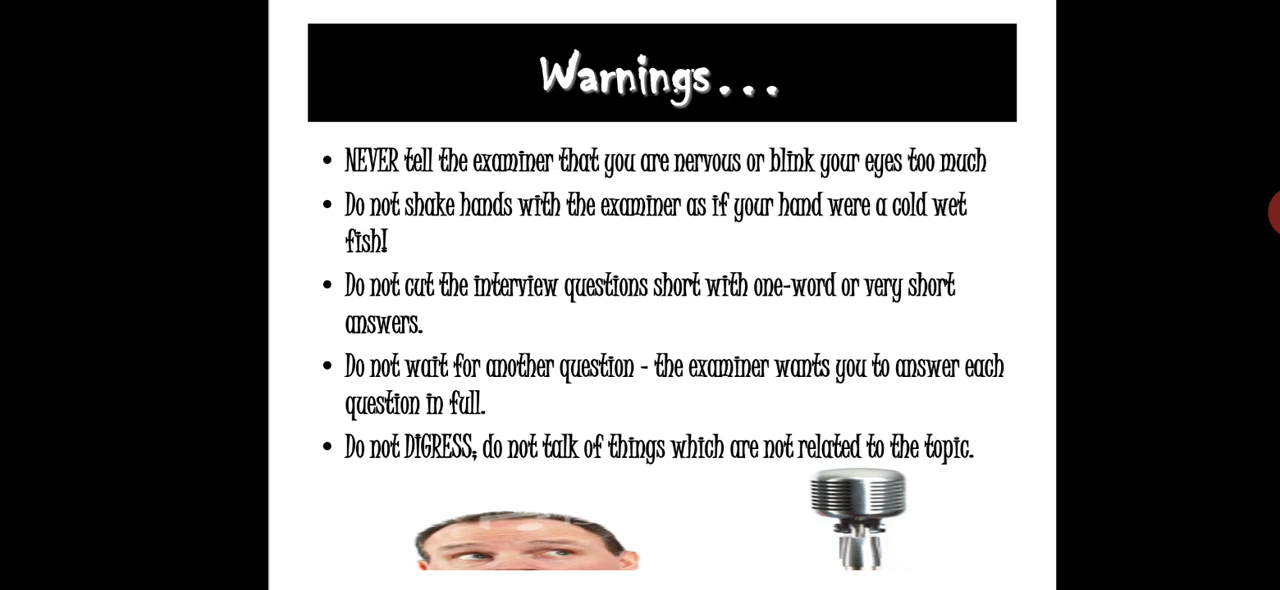 Warnings...
• NEVER tell the examiner that you are nervous or blink your eyes too much
• Do not shake hands with the examiner as if your hand were a cold wet
fish!
• Do not cut the interview questions short with one-word or very short
answers.
• Do not wait for another question - the examiner wants you to answer each
question in full.
• Do not DIGRESS; do not talk of things which are not related to the topic.